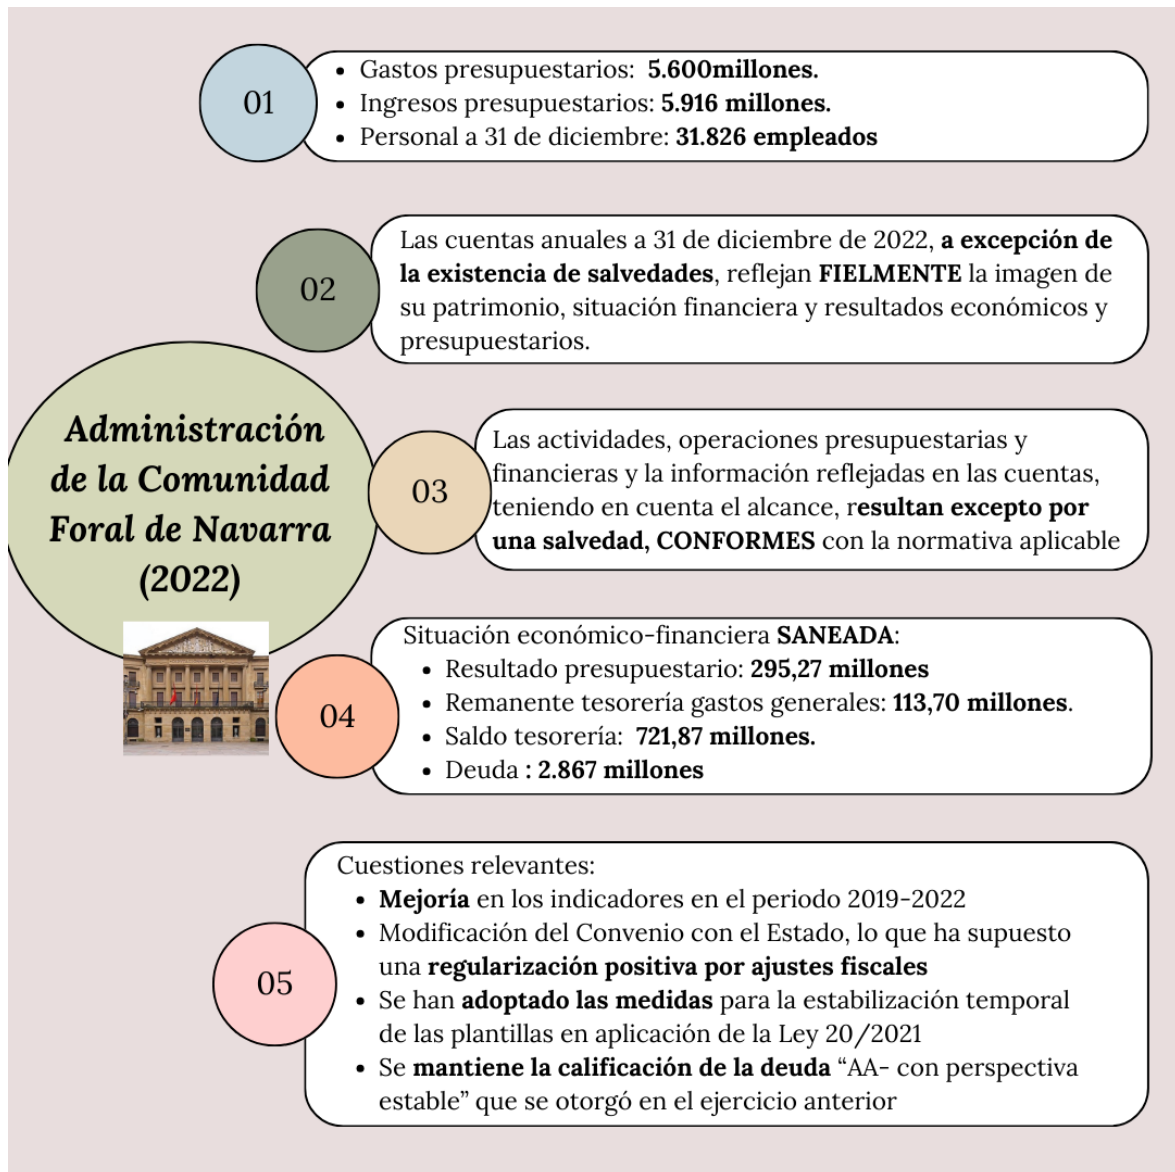 01
• Gastos presupuestarios:  5.600millones.
• Ingresos presupuestarios: 5.916 millones.
• Personal a 31 de diciembre: 31.826 empleados
02
Las cuentas anuales a 31 de diciembre de 2022, a excepción de
la existencia de salvedades, reflejan FIELMENTE la imagen de
su patrimonio, situación financiera y resultados económicos y
presupuestarios.
Administración
de la Comunidad
Foral de Navarra
(2022)
03
Las actividades, operaciones presupuestarias y
financieras y la información reflejadas en las cuentas,
teniendo en cuenta el alcance, resultan excepto por
una salvedad, CONFORMES con la normativa aplicable
04
Situación económico-financiera SANEADA:
• Resultado presupuestario: 295,27 millones
• Remanente tesorería gastos generales: 113,70 millones.
• Saldo tesorería:  721,87 millones.
• Deuda : 2.867 millones
05
Cuestiones relevantes:
• Mejoría en los indicadores en el periodo 2019-2022
• Modificación del Convenio con el Estado, lo que ha supuesto
una regularización positiva por ajustes fiscales
• Se han adoptado las medidas para la estabilización temporal
de las plantillas en aplicación de la Ley 20/2021
• Se mantiene la calificación de la deuda “AA- con perspectiva
estable” que se otorgó en el ejercicio anterior